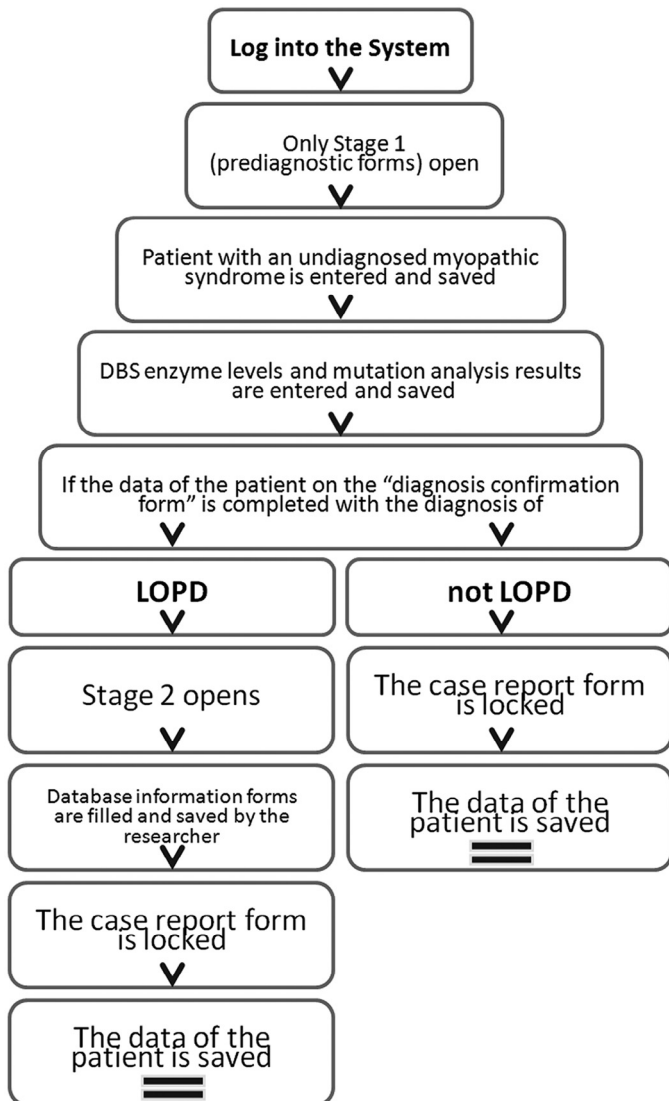 Log into the System
Only Stage 1
(prediagnostic forms) open
Patient with an undiagnosed myopathic
syndrome is entered and saved
DBS enzyme levels and mutation analysis results
are entered and saved
If the data of the patient on the “diagnosis confirmation
form” is completed with the diagnosis of
LOPD
Stage 2 opens
Database information forms
are filled and saved by the
researcher
The case report form
is locked
The data of the
patient is saved
not LOPD
The case report form
is locked
The data of the
patient is saved